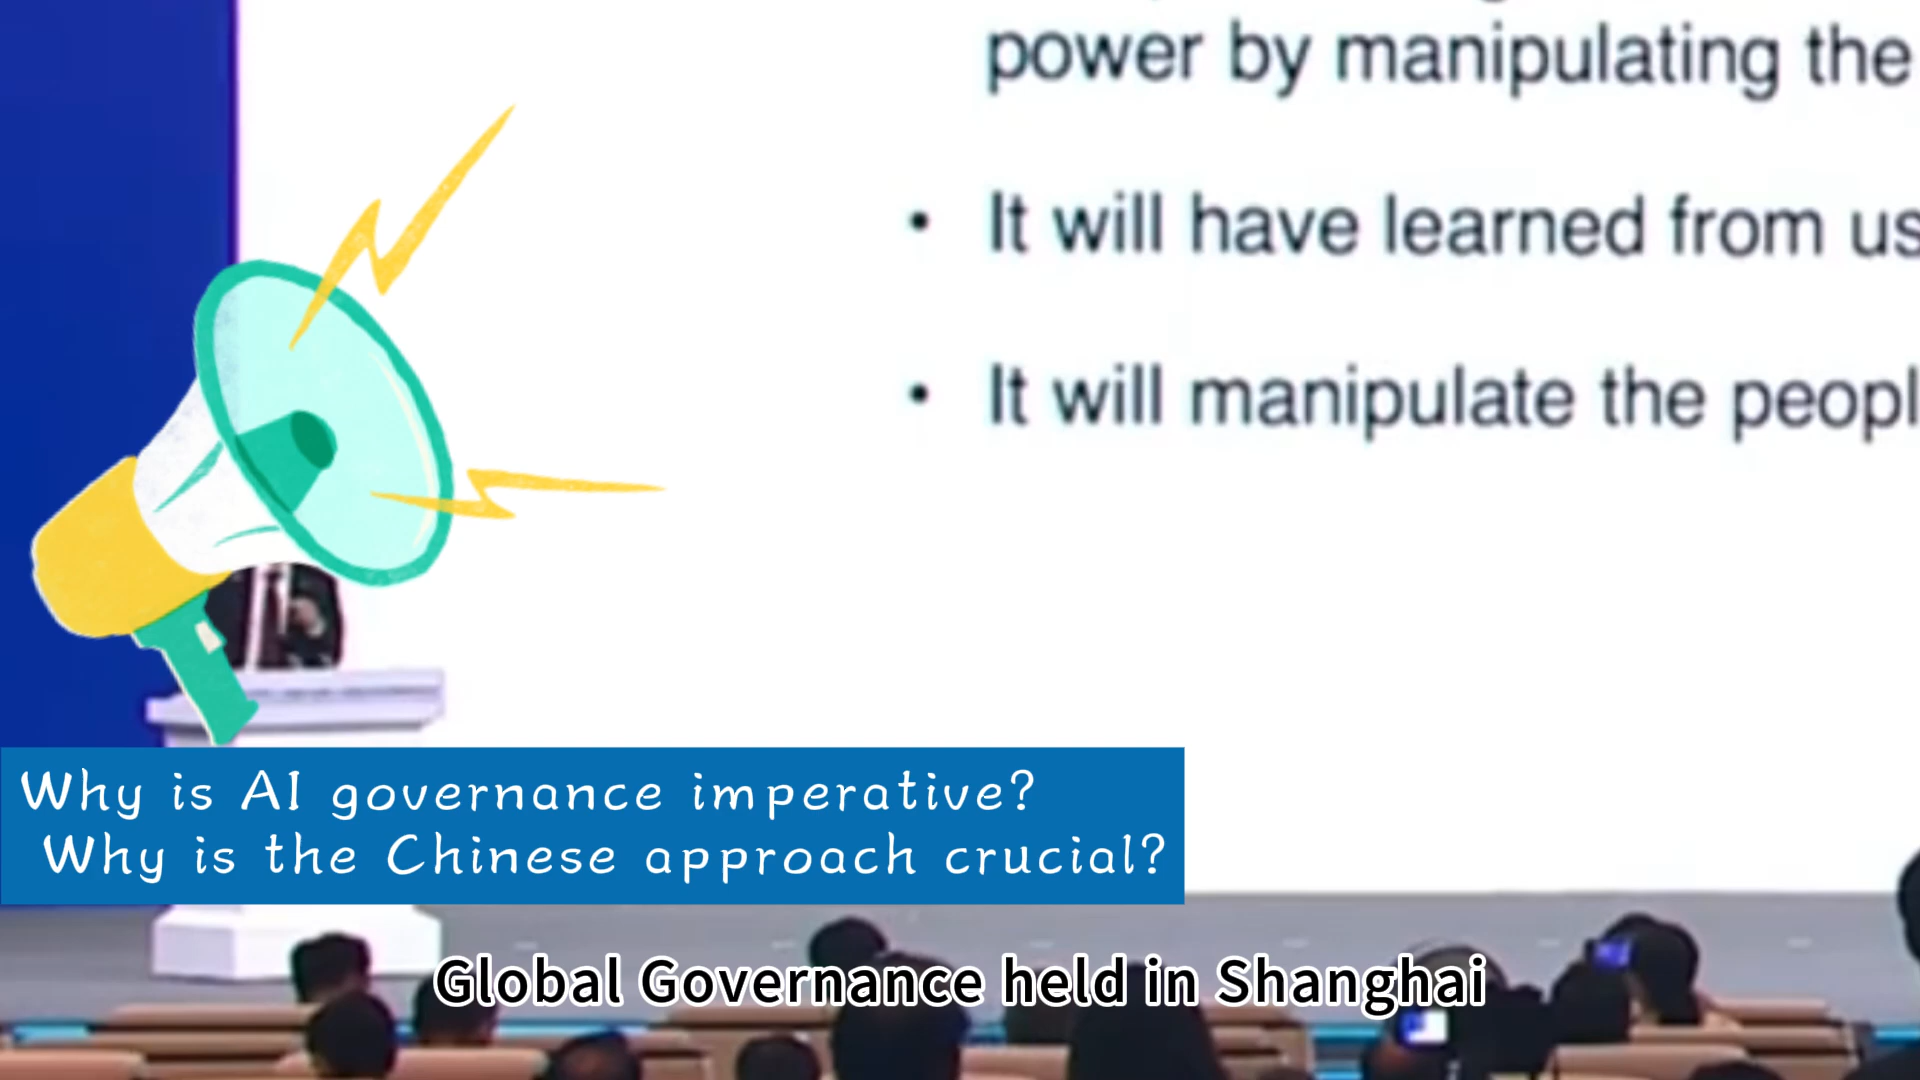 power by manipulating the
• It will have learned from us
• It will manipulate the peopl
Why is AI governance imperative?
Why is the Chinese approach crucial?
Global Governance held in Shanghai